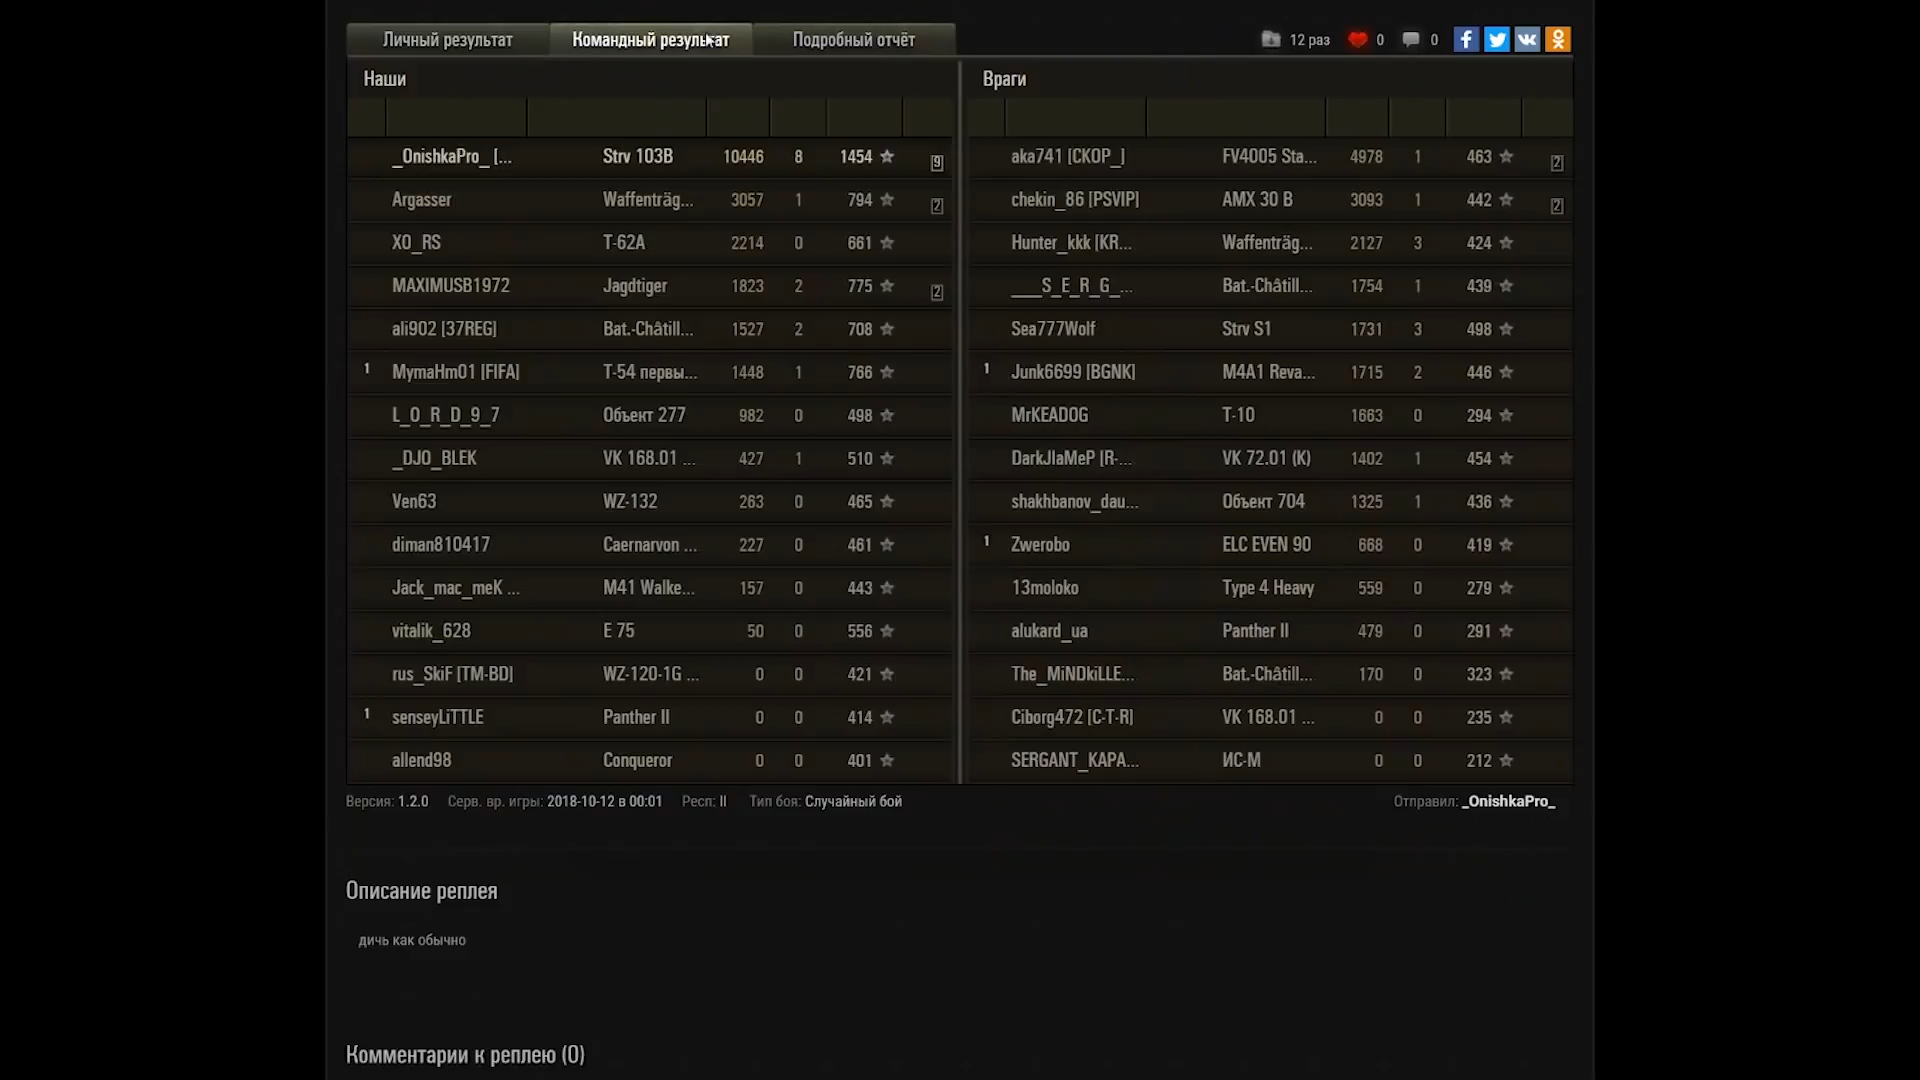 Личный результат Командный результат Подробный отчёт 12 раз 0 0
Наши Враги
_OnishkaPro_ [... Strv 103B 10446 8 1454 9 aka741 [CKOP_] FV4005 Sta... 4978 1 463 2
Argasser Waffenträg... 3057 1 794 2 chekin_86 [PSVIP] AMX 30 B 3093 1 442 2
XO_RS T-62A 2214 0 661 Hunter_kkk [KR... Waffenträg... 2127 3 424
MAXIMUSB1972 Jagdtiger 1823 2 775 2 ___S_E_R_G_... Bat.-Châtill... 1754 1 439
ali902 [37REG] Bat.-Châtill... 1527 2 708 Sea777Wolf Strv S1 1731 3 498
1 MymaHm01 [FIFA] Т-54 первы... 1448 1 766 1 Junk6699 [BGNK] M4A1 Reva... 1715 2 446
L_O_R_D_9_7 Объект 277 982 0 498 MrKEADOG Т-10 1663 0 294
_DJO_BLEK VK 168.01 ... 427 1 510 DarkJIaMeP [R-... VK 72.01 (K) 1402 1 454
Ven63 WZ-132 263 0 465 shakhbanov_dau... Объект 704 1325 1 436
diman810417 Caernarvon ... 227 0 461 1 Zwerobo ELC EVEN 90 668 0 419
Jack_mac_meK ... M41 Walke... 157 0 443 13moloko Type 4 Heavy 559 0 279
vitalik_628 E 75 50 0 556 alukard_ua Panther II 479 0 291
rus_SkiF [TM-BD] WZ-120-1G ... 0 0 421 The_MiNDkiLLE... Bat.-Châtill... 170 0 323
1 senseyLiTTLE Panther II 0 0 414 Ciborg472 [C-T-R] VK 168.01 ... 0 0 235
allend98 Conqueror 0 0 401 SERGANT_KAPA... ИС-М 0 0 212
Версия: 1.2.0 Серв. вр. игры: 2018-10-12 в 00:01 Респ: II Тип боя: Случайный бой Отправил: _OnishkaPro_
Описание реплея
дичь как обычно
Комментарии к реплею (0)